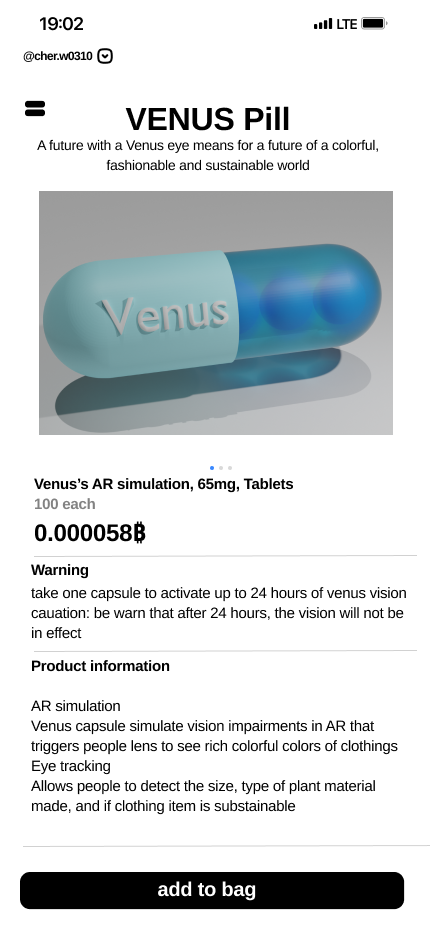 19:02
LTE
@cher.w0310
VENUS Pill
A future with a Venus eye means for a future of a colorful,
fashionable and sustainable world
Venus
Venus’s AR simulation, 65mg, Tablets
100 each
0.000058฿
Warning
take one capsule to activate up to 24 hours of venus vision
cauation: be warn that after 24 hours, the vision will not be
in effect
Product information
AR simulation
Venus capsule simulate vision impairments in AR that
triggers people lens to see rich colorful colors of clothings
Eye tracking
Allows people to detect the size, type of plant material
made, and if clothing item is substainable
add to bag